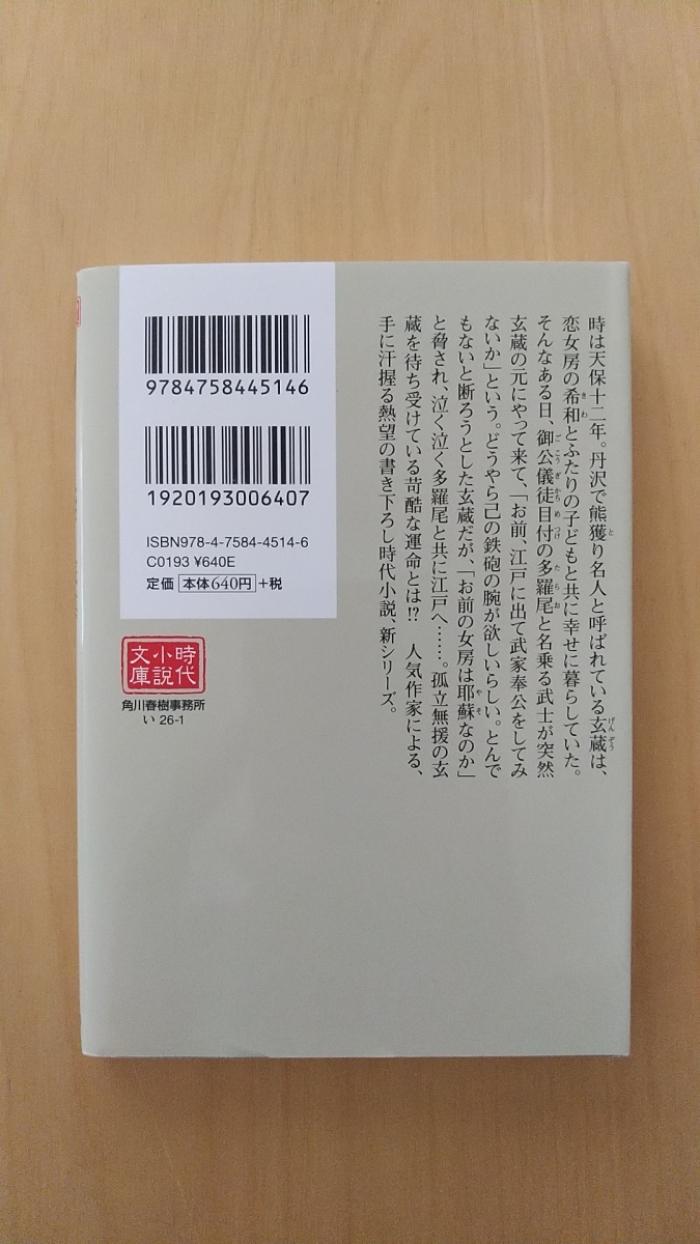 時は天保十二年。丹沢で熊獲り名人と呼ばれている玄蔵は、
恋女房の希和とふたりの子どもと共に幸せに暮らしていた。
そんなある日、御公儀徒目付の多羅尾と名乗る武士が突然
玄蔵の元にやって来て、「お前、江戸に出て武家奉公をしてみ
ないか」という。どうやら己の鉄砲の腕が欲しいらしい。とんで
もないと断ろうとした玄蔵だが、「お前の女房は耶蘇なのか」
と脅され、泣く泣く多羅尾と共に江戸へ……。孤立無援の玄
蔵を待ち受けている苛酷な運命とは!? 人気作家による、
手に汗握る熱望の書き下ろし時代小説、新シリーズ。
9784758445146
1920193006407
ISBN978-4-7584-4514-6
C0193 ¥640E
定価 本体640円 +税
時代
小説
文庫
角川春樹事務所
い 26-1